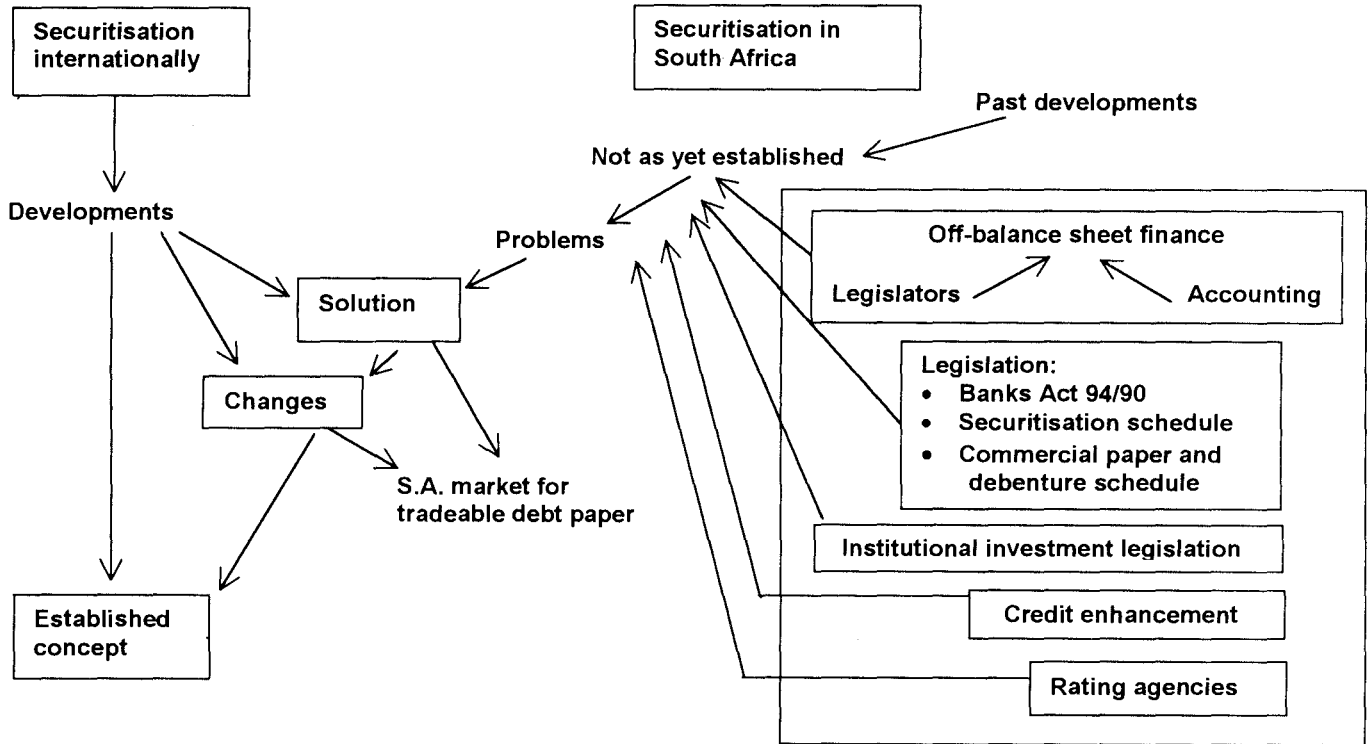 Securitisation
internationally
Securitisation in
South Africa
Past developments
Not as yet established
Developments
Problems
Off-balance sheet finance
Legislators
Accounting
Solution
Legislation:
• Banks Act 94/90
• Securitisation schedule
• Commercial paper and
debenture schedule
Changes
S.A. market for
tradeable debt paper
Institutional investment legislation
Established
concept
Credit enhancement
Rating agencies